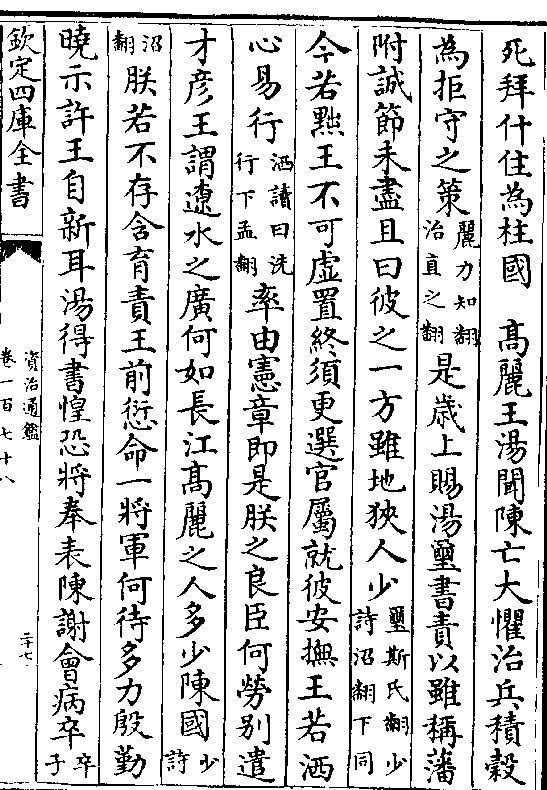 死拜什住為柱國　高麗王湯聞陳亡大懼治兵積穀
為拒守之策麗力知翻治直之翻是歲上賜湯璽書責以雖稱藩
附誠節未盡且曰彼之一方雖地狹人少璽斯氏翻少詩沼翻下同
今若黜王不可虛置終須更選官屬就彼安撫王若洒
心易行洒讀曰洗行下孟翻率由憲章即是朕之良臣何勞別遣
才彥王謂遼水之廣何如長江高麗之人多少陳國少詩
沼翻朕若不存含育責王前愆命一將軍何待多力殷勤
曉示許王自新耳湯得書惶恐將奉表陳謝會病卒卒子
欽定四庫全書
資治通鑑
卷一百七十八
二十七